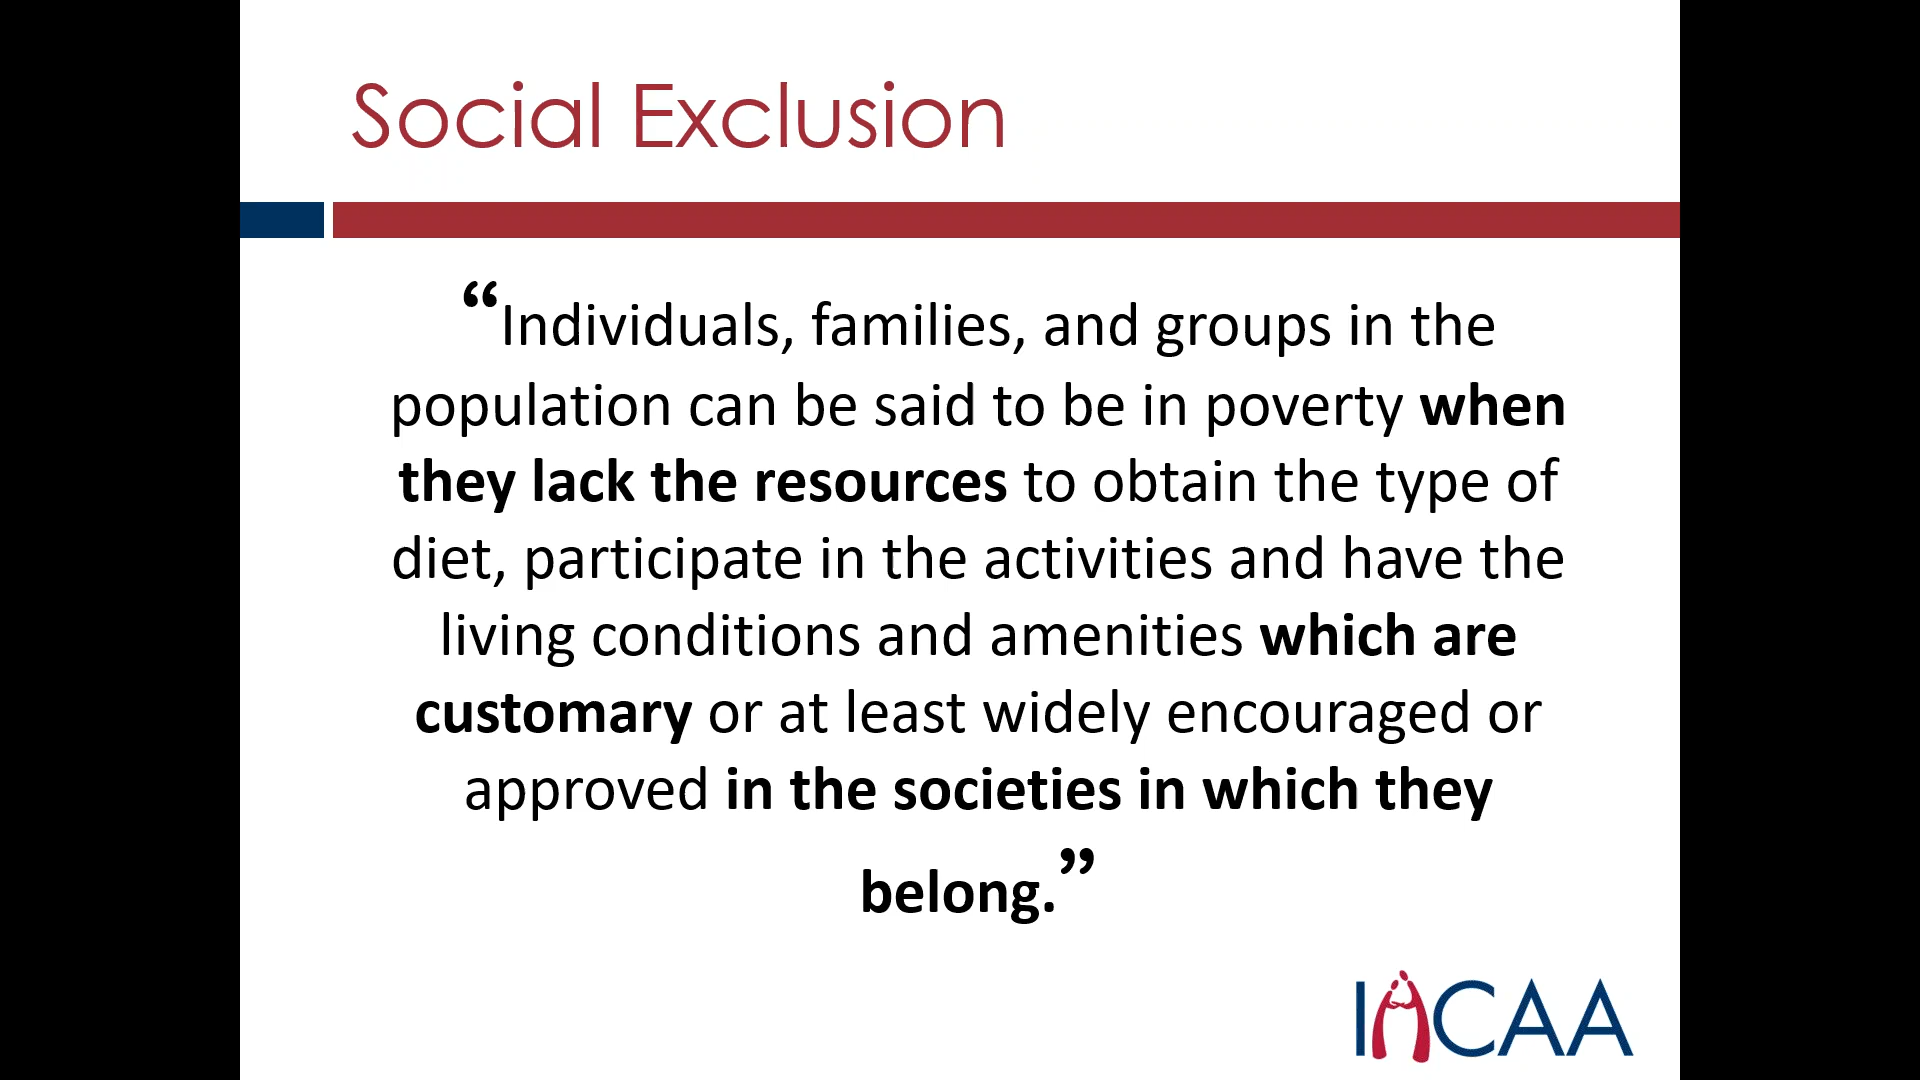 Social Exclusion
“Individuals, families, and groups in the
population can be said to be in poverty when
they lack the resources to obtain the type of
diet, participate in the activities and have the
living conditions and amenities which are
customary or at least widely encouraged or
approved in the societies in which they
belong.”
IACAA